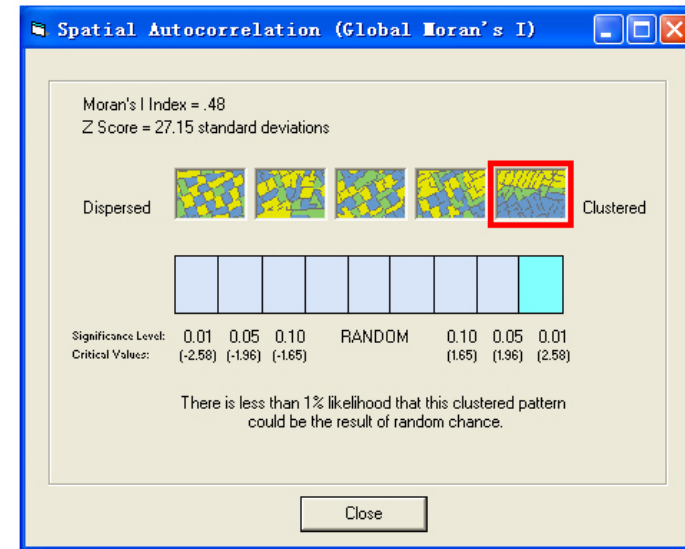 Spatial Autocorrelation (Global Moran's I)
Moran's I Index = .48
Z Score = 27.15 standard deviations
Dispersed
Clustered
Significance Level: 0.01 0.05 0.10 RANDOM 0.10 0.05 0.01
Critical Values: (-2.58) (-1.96) (-1.65) (1.65) (1.96) (2.58)
There is less than 1% likelihood that this clustered pattern
could be the result of random chance.
Close